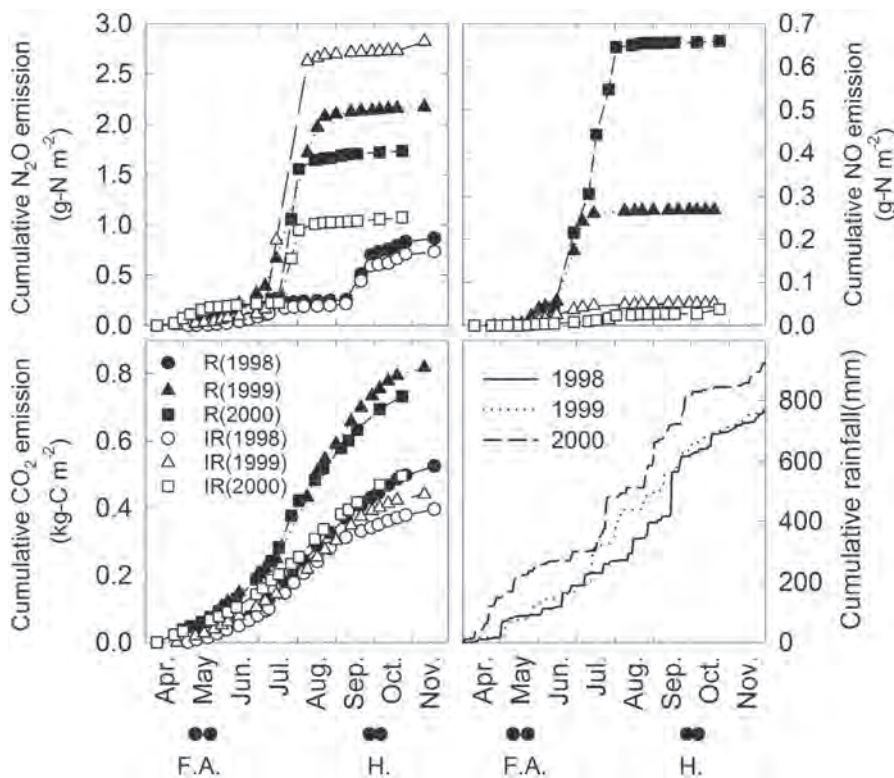 Cumulative N₂O emission
(g-N m⁻²)
3.0
2.5
2.0
1.5
1.0
0.5
0.0
0.7
0.6
0.5
0.4
0.3
0.2
0.1
0.0
Cumulative NO emission
(g-N m⁻²)
Cumulative CO₂ emission
(kg-C m⁻²)
0.8
0.6
0.4
0.2
0.0
R(1998)
R(1999)
R(2000)
IR(1998)
IR(1999)
IR(2000)
1998
1999
2000
800
600
400
200
0
Cumulative rainfall(mm)
Apr.
May
Jun.
Jul.
Aug.
Sep.
Oct.
Nov.
Apr.
May
Jun.
Jul.
Aug.
Sep.
Oct.
Nov.
F.A. H. F.A. H.